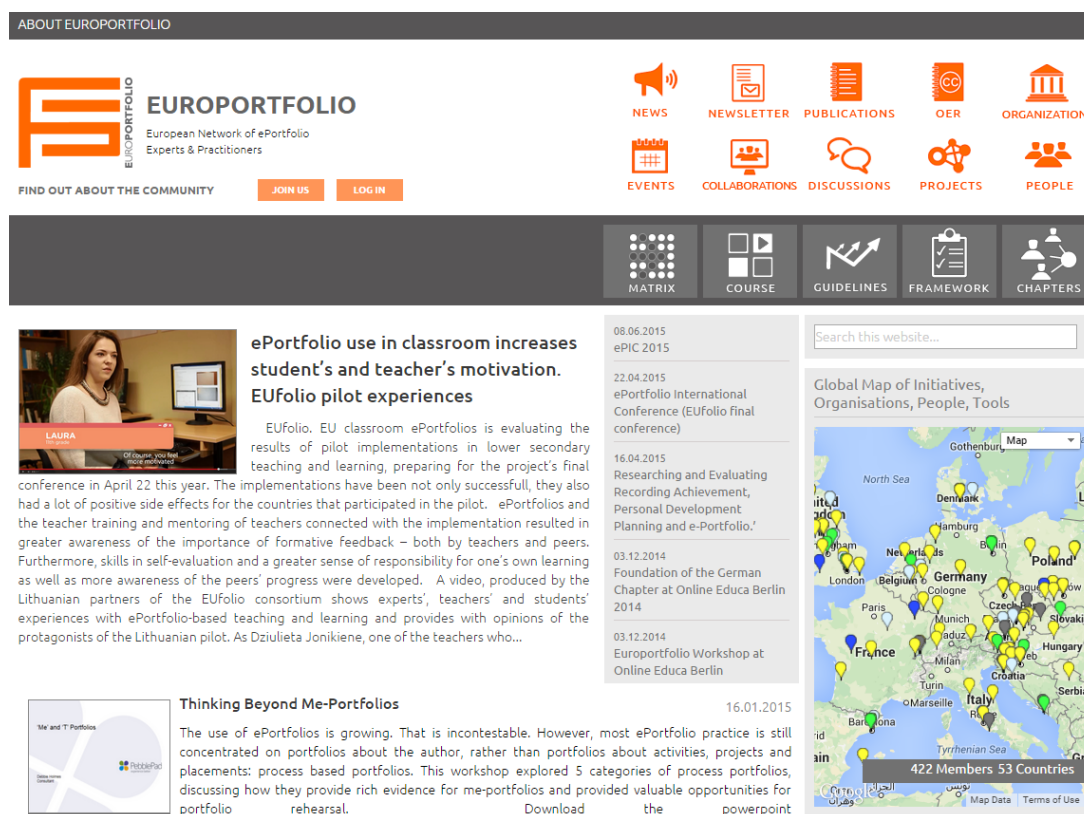 ABOUT EUROPORTFOLIO
EUROPORTFOLIO
EUROPORTFOLIO
European Network of ePortfolio
Experts & Practitioners
FIND OUT ABOUT THE COMMUNITY
JOIN US
LOG IN
NEWS
NEWSLETTER
PUBLICATIONS
CC
OER
ORGANIZATION
EVENTS
COLLABORATIONS
DISCUSSIONS
PROJECTS
PEOPLE
MATRIX
COURSE
GUIDELINES
FRAMEWORK
CHAPTERS
LAURA
Of course, you feel
more motivated
ePortfolio use in classroom increases
student's and teacher's motivation.
EUfolio pilot experiences
EUfolio. EU classroom ePortfolios is evaluating the
results of pilot implementations in lower secondary
teaching and learning, preparing for the project's final
conference in April 22 this year. The implementations have been not only successfull, they also
had a lot of positive side effects for the countries that participated in the pilot. ePortfolios and
the teacher training and mentoring of teachers connected with the implementation resulted in
greater awareness of the importance of formative feedback – both by teachers and peers.
Furthermore, skills in self-evaluation and a greater sense of responsibility for one's own learning
as well as more awareness of the peers' progress were developed. A video, produced by the
Lithuanian partners of the EUfolio consortium shows experts', teachers' and students'
experiences with ePortfolio-based teaching and learning and provides with opinions of the
protagonists of the Lithuanian pilot. As Dziulieta Jonikiene, one of the teachers who...
08.06.2015
ePIC 2015
22.04.2015
ePortfolio International
Conference (EUfolio final
conference)
16.04.2015
Researching and Evaluating
Recording Achievement,
Personal Development
Planning and e-Portfolio.'
03.12.2014
Foundation of the German
Chapter at Online Educa Berlin
2014
03.12.2014
Europortfolio Workshop at
Online Educa Berlin
Search this website...
Global Map of Initiatives,
Organisations, People, Tools
Map
Gothenburg
North Sea
Denmark
Hamburg
Netherlands
Berlin
Poland
London
Belgium
Germany
Cologne
Paris
Munich
Vaduz
France
Milan
Hungary
Croatia
Turin
Serbia
Marseille
Italy
Barcelona
Tyrrhenian Sea
422 Members 53 Countries
Google
Map Data
Terms of Use
'Me' and 'T' Portfolios
PebblePad
Thinking Beyond Me-Portfolios
16.01.2015
The use of ePortfolios is growing. That is incontestable. However, most ePortfolio practice is still
concentrated on portfolios about the author, rather than portfolios about activities, projects and
placements: process based portfolios. This workshop explored 5 categories of process portfolios,
discussing how they provide rich evidence for me-portfolios and provided valuable opportunities for
portfolio rehearsal. Download the powerpoint